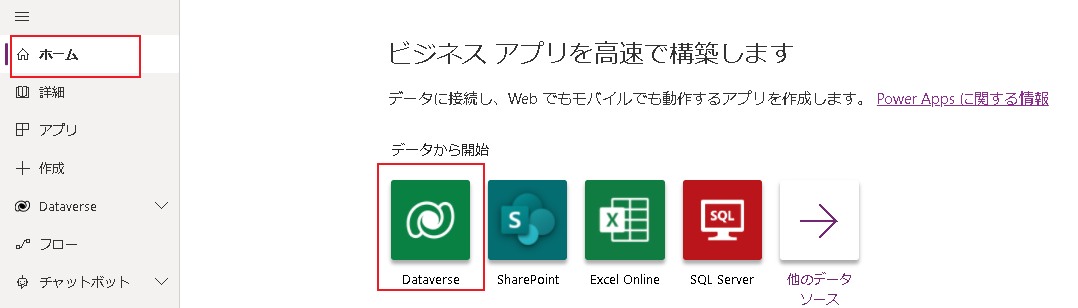 ホーム
詳細
アプリ
作成
Dataverse
フロー
チャットボット
ビジネス アプリを高速で構築します
データに接続し、Web でもモバイルでも動作するアプリを作成します。 Power Apps に関する情報
データから開始
S
X
SQL
Dataverse
SharePoint
Excel Online
SQL Server
他のデータ
ソース